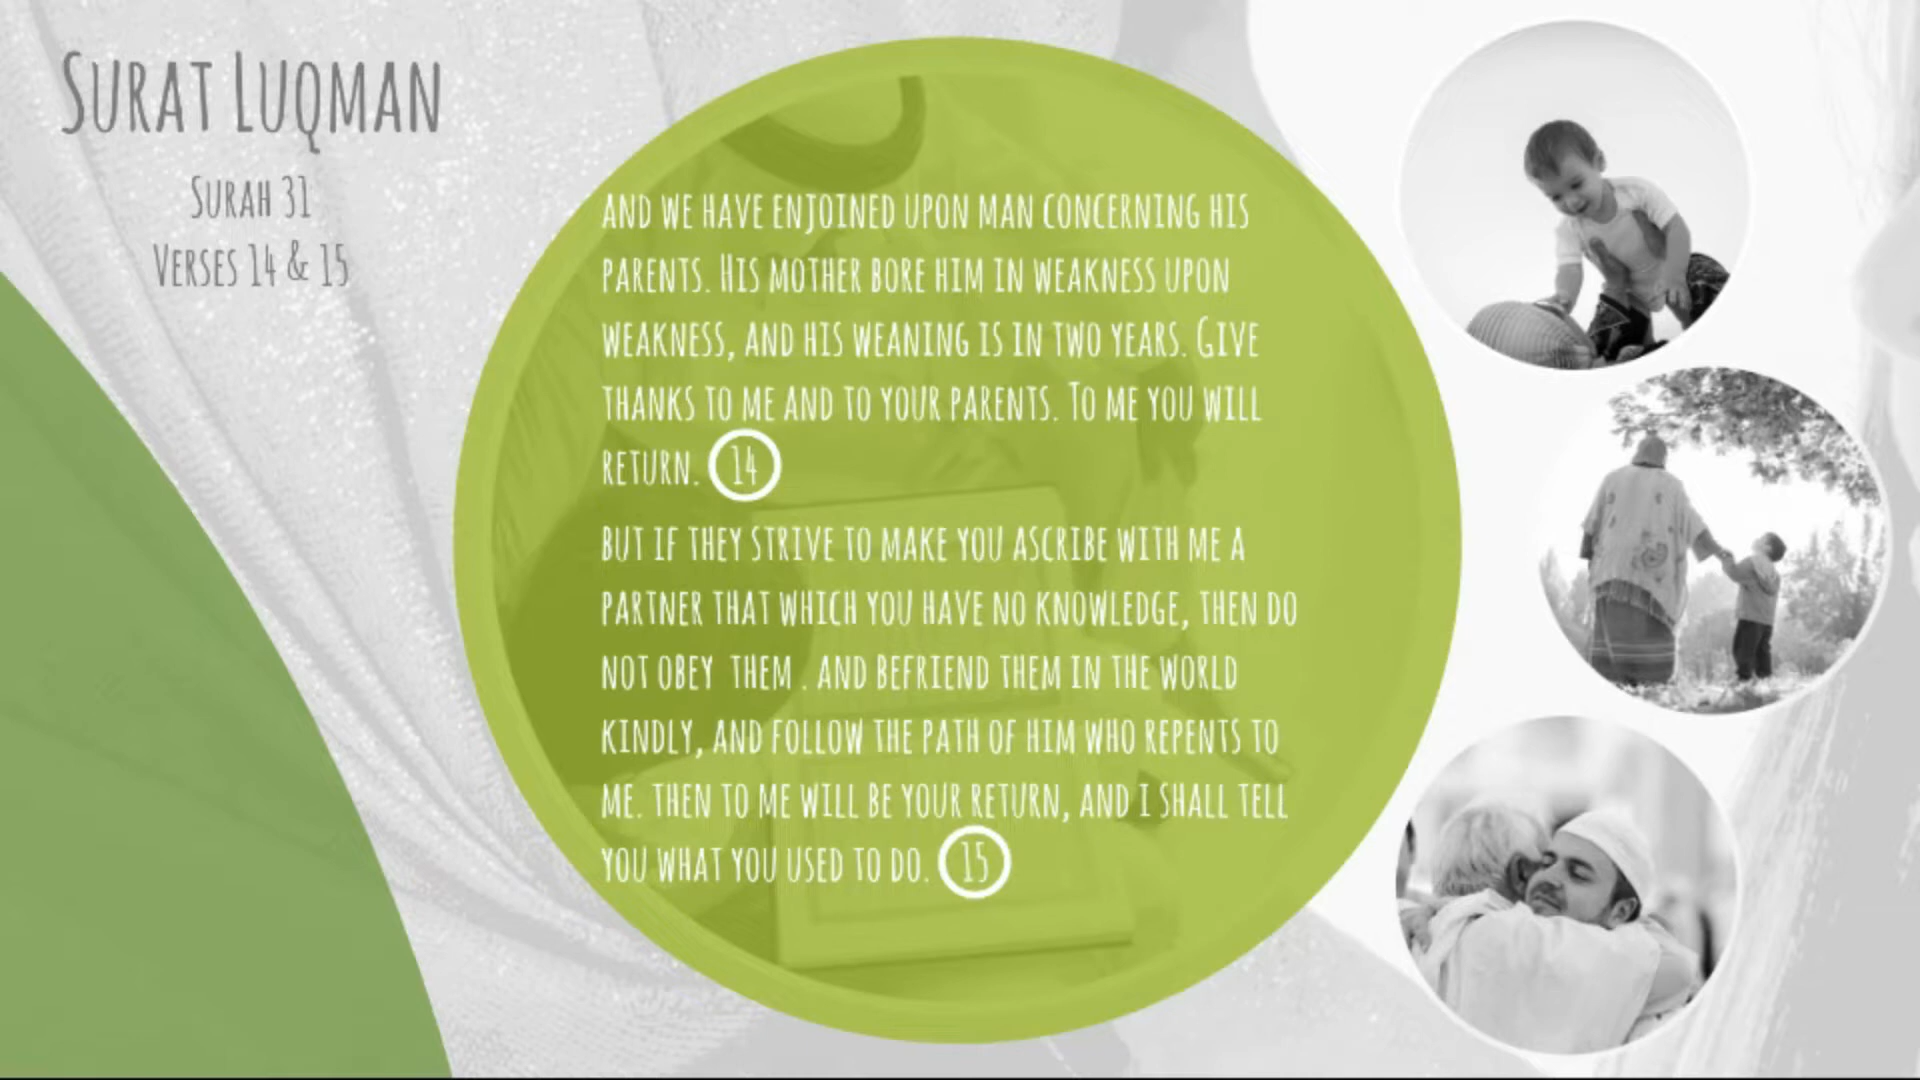 Surat Luqman
Surah 31
Verses 14 & 15
and we have enjoined upon man concerning his
parents. His mother bore him in weakness upon
weakness, and his weaning is in two years. Give
thanks to me and to your parents. To me you will
return. 14
but if they strive to make you ascribe with me a
partner that which you have no knowledge, then do
not obey them . and befriend them in the world
kindly, and follow the path of him who repents to
me. then to me will be your return, and i shall tell
you what you used to do. 15